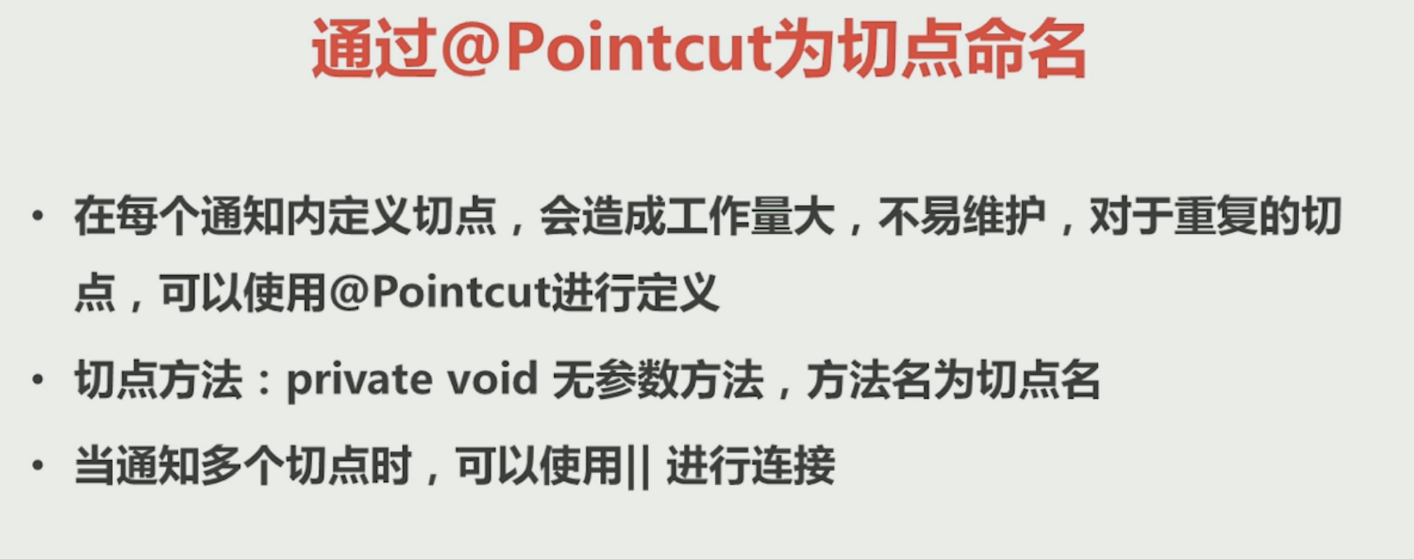 通过@Pointcut为切点命名
• 在每个通知内定义切点，会造成工作量大，不易维护，对于重复的切
点，可以使用@Pointcut进行定义
• 切点方法：private void 无参数方法，方法名为切点名
• 当通知多个切点时，可以使用|| 进行连接